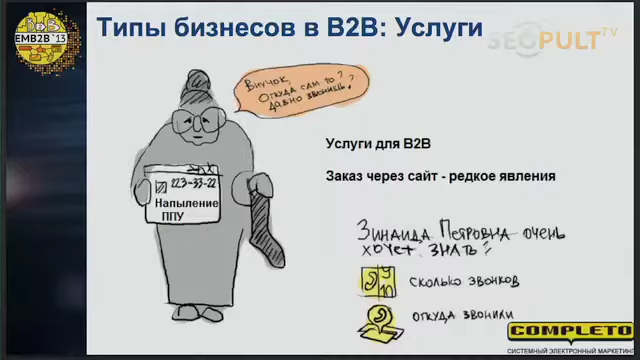 B2B
EMB2B '13
Типы бизнесов в B2B: Услуги
SEOPULT TV
Внучок,
Откуда сам то?
давно звонишь?
Услуги для B2B
Заказ через сайт - редкое явления
223-33-22
Напыление
ППУ
Зинаида Петровна очень
хочет знать:
сколько звонков
откуда звонили
COMPLETO
СИСТЕМНЫЙ ЭЛЕКТРОННЫЙ МАРКЕТИНГ